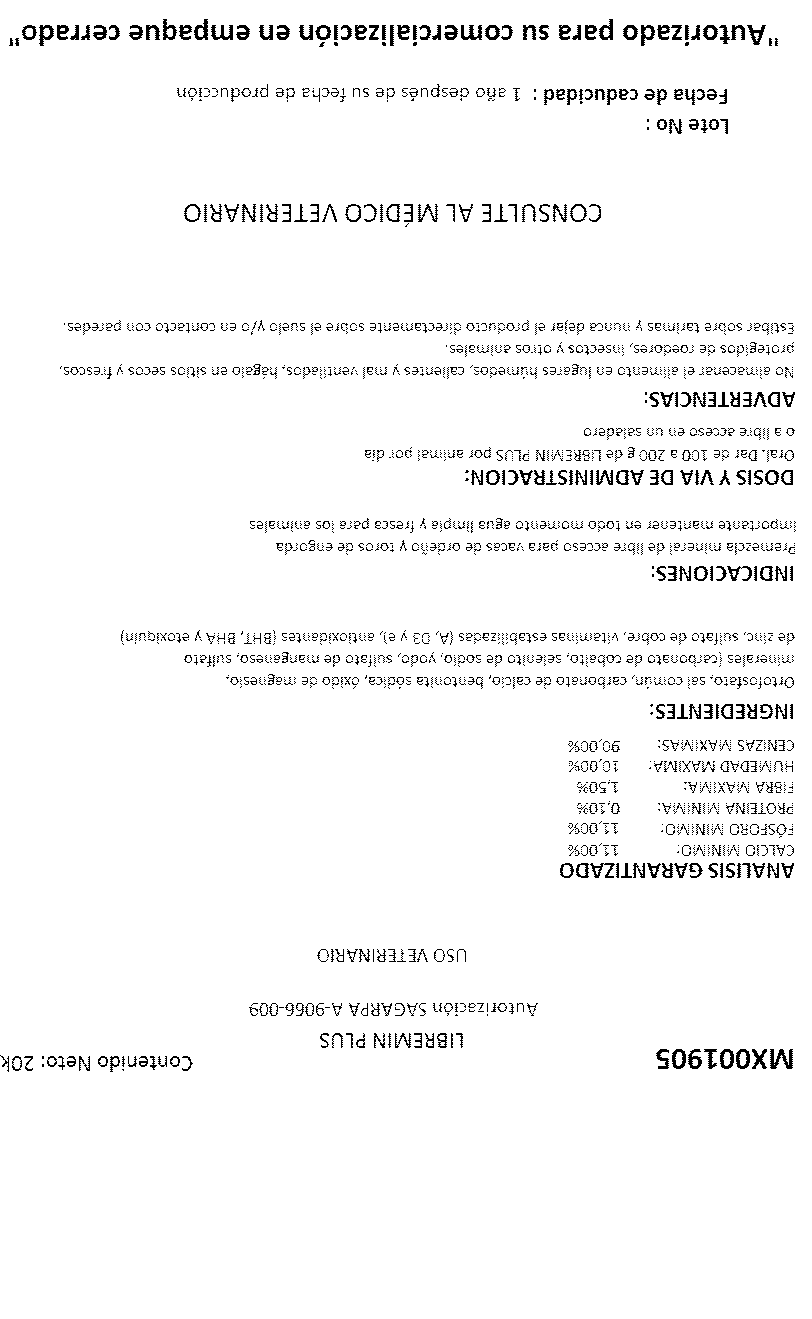 MX001905
Contenido Neto: 20k
LIBREMIN PLUS
Autorización SAGARPA A-9066-009
USO VETERINARIO
ANALISIS GARANTIZADO
CALCIO MINIMO: 11,00%
FÓSFORO MINIMO: 11,00%
PROTEINA MINIMA: 0,10%
FIBRA MAXIMA: 1,50%
HUMEDAD MAXIMA: 10,00%
CENIZAS MAXIMAS: 90,00%
INGREDIENTES:
Ortofosfato, sal común, carbonato de calcio, bentonita sódica, óxido de magnesio,
minerales (carbonato de cobalto, selenito de sodio, yodo, sulfato de manganeso, sulfato
de zinc, sulfato de cobre, vitaminas estabilizadas (A, D3 y e), antioxidantes (BHT, BHA y etoxiquin)
INDICACIONES:
Premezcla mineral de libre acceso para vacas de ordeño y toros de engorda
Importante mantener en todo momento agua limpia y fresca para los animales
DOSIS Y VIA DE ADMINISTRACION:
Oral. Dar de 100 a 200 g de LIBREMIN PLUS por animal por dia
o a libre acceso en un saladero
ADVERTENCIAS:
No almacenar el alimento en lugares húmedos, calientes y mal ventilados, hágalo en sitios secos y frescos,
protegidos de roedores, insectos y otros animales.
Estibar sobre tarimas y nunca dejar el producto directamente sobre el suelo y/o en contacto con paredes.
CONSULTE AL MÉDICO VETERINARIO
Lote No :
Fecha de caducidad : 1 año después de su fecha de producción
"Autorizado para su comercialización en empaque cerrado"